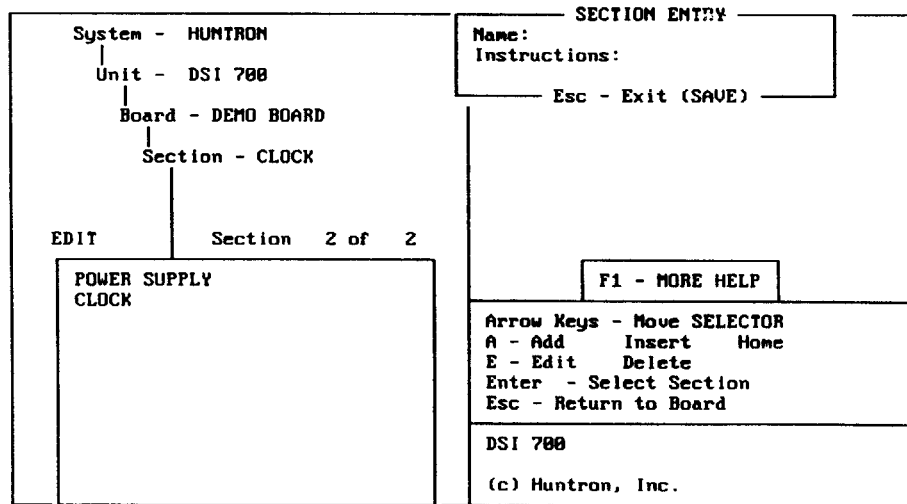 System - HUNTRON
Unit - DSI 700
Board - DEMO BOARD
Section - CLOCK
EDIT Section 2 of 2
POWER SUPPLY
CLOCK
SECTION ENTRY
Name:
Instructions:
Esc - Exit (SAVE)
F1 - MORE HELP
Arrow Keys - Move SELECTOR
A - Add Insert Home
E - Edit Delete
Enter - Select Section
Esc - Return to Board
DSI 700
(c) Huntron, Inc.